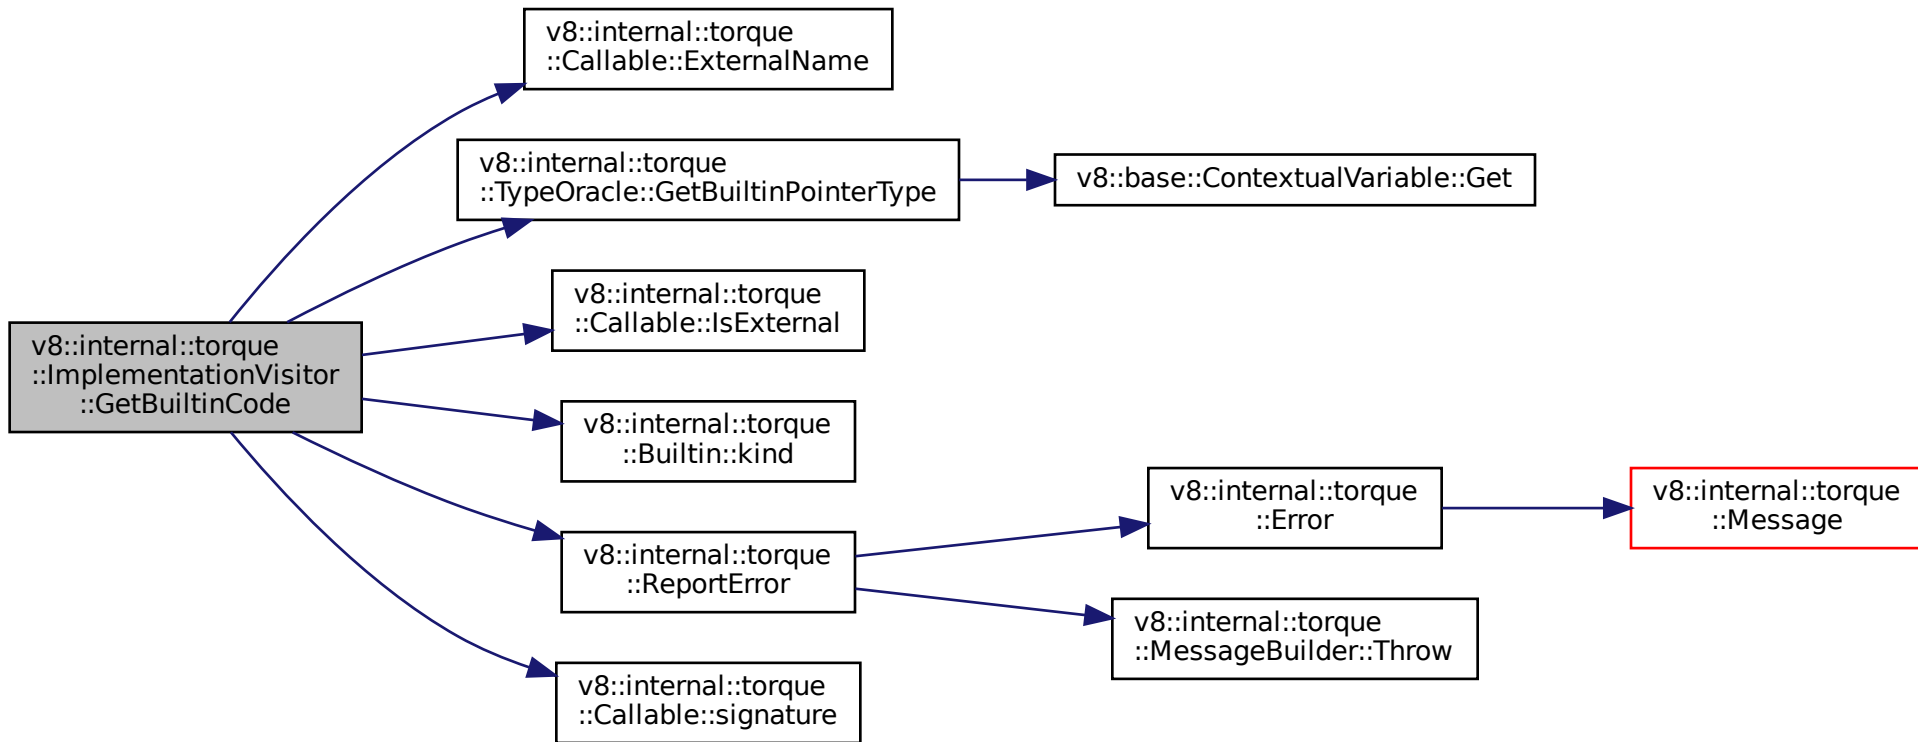 v8::internal::torque
::ImplementationVisitor
::GetBuiltinCode
v8::internal::torque
::Callable::ExternalName
v8::internal::torque
::TypeOracle::GetBuiltinPointerType
v8::base::ContextualVariable::Get
v8::internal::torque
::Callable::IsExternal
v8::internal::torque
::Builtin::kind
v8::internal::torque
::ReportError
v8::internal::torque
::Error
v8::internal::torque
::Message
v8::internal::torque
::MessageBuilder::Throw
v8::internal::torque
::Callable::signature